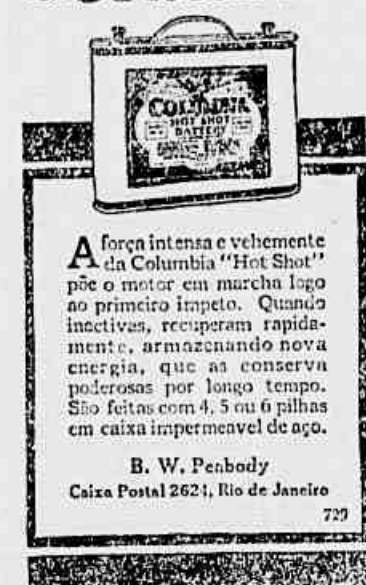 COLUMBIA
HOT SHOT
BATTERY
A força intensa e vehemente
da Columbia "Hot Shot"
põe o motor em marcha logo
ao primeiro impeto. Quando
inactivas, recuperam rapida-
mente, armazenando nova
energia, que as conserva
poderosas por longo tempo.
São feitas com 4, 5 ou 6 pilhas
em caixa impermeavel de aço.
B. W. Peabody
Caixa Postal 2624, Rio de Janeiro
729